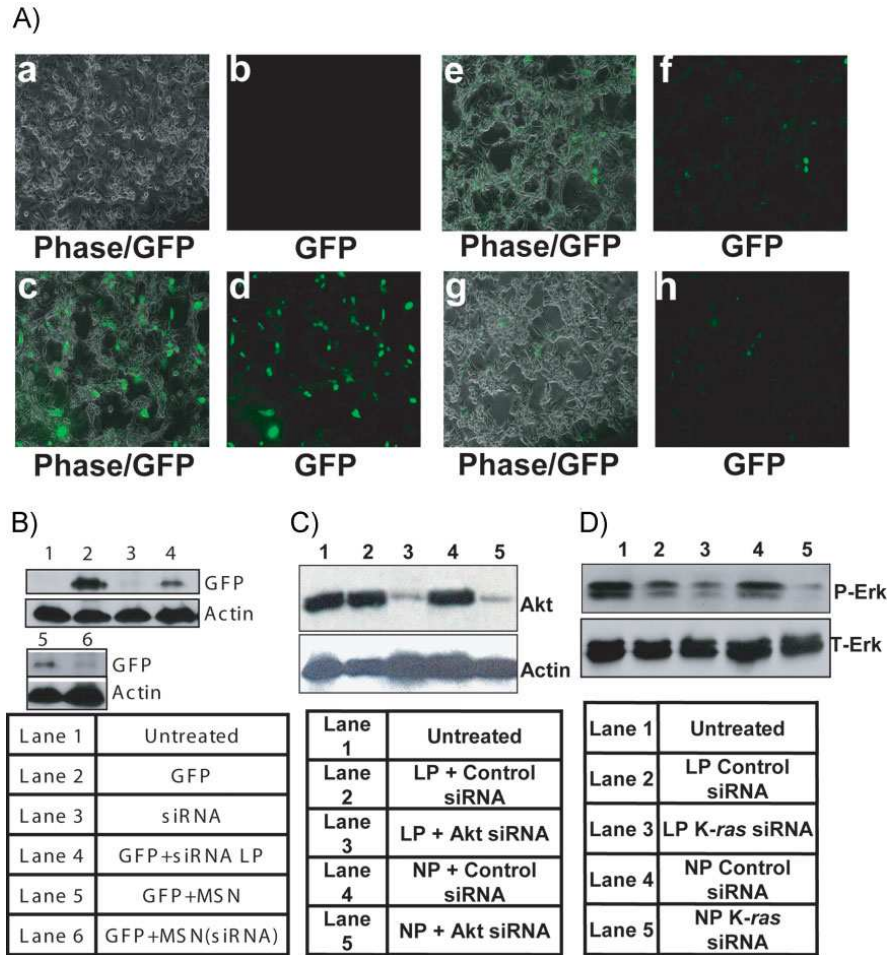 A)
a b e f
Phase/GFP GFP Phase/GFP GFP
c d g h
Phase/GFP GFP Phase/GFP GFP
B)
1 2 3 4
GFP
Actin
5 6
GFP
Actin
Lane 1 Untreated
Lane 2 GFP
Lane 3 siRNA
Lane 4 GFP+siRNA LP
Lane 5 GFP+MSN
Lane 6 GFP+MSN(siRNA)
C)
1 2 3 4 5
Akt
Actin
Lane
1
Untreated
Lane
2
LP + Control
siRNA
Lane
3
LP + Akt siRNA
Lane
4
NP + Control
siRNA
Lane
5
NP + Akt siRNA
D)
1 2 3 4 5
P-Erk
T-Erk
Lane 1 Untreated
Lane 2
LP Control
siRNA
Lane 3 LP K-ras siRNA
Lane 4
NP Control
siRNA
Lane 5
NP K-ras
siRNA